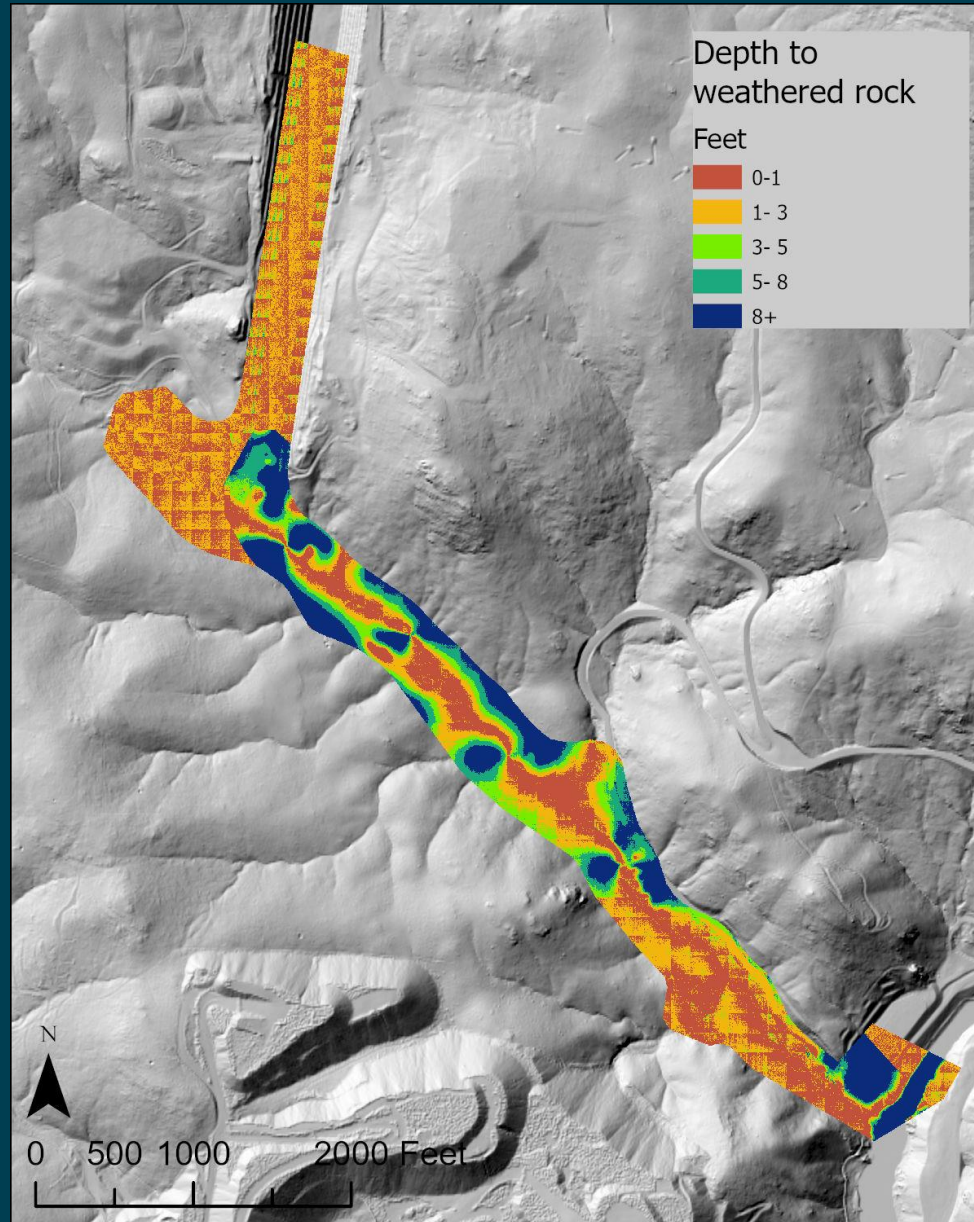 Depth to
weathered rock
Feet
0-1
1- 3
3- 5
5- 8
8+
N
0 500 1000 2000 Feet